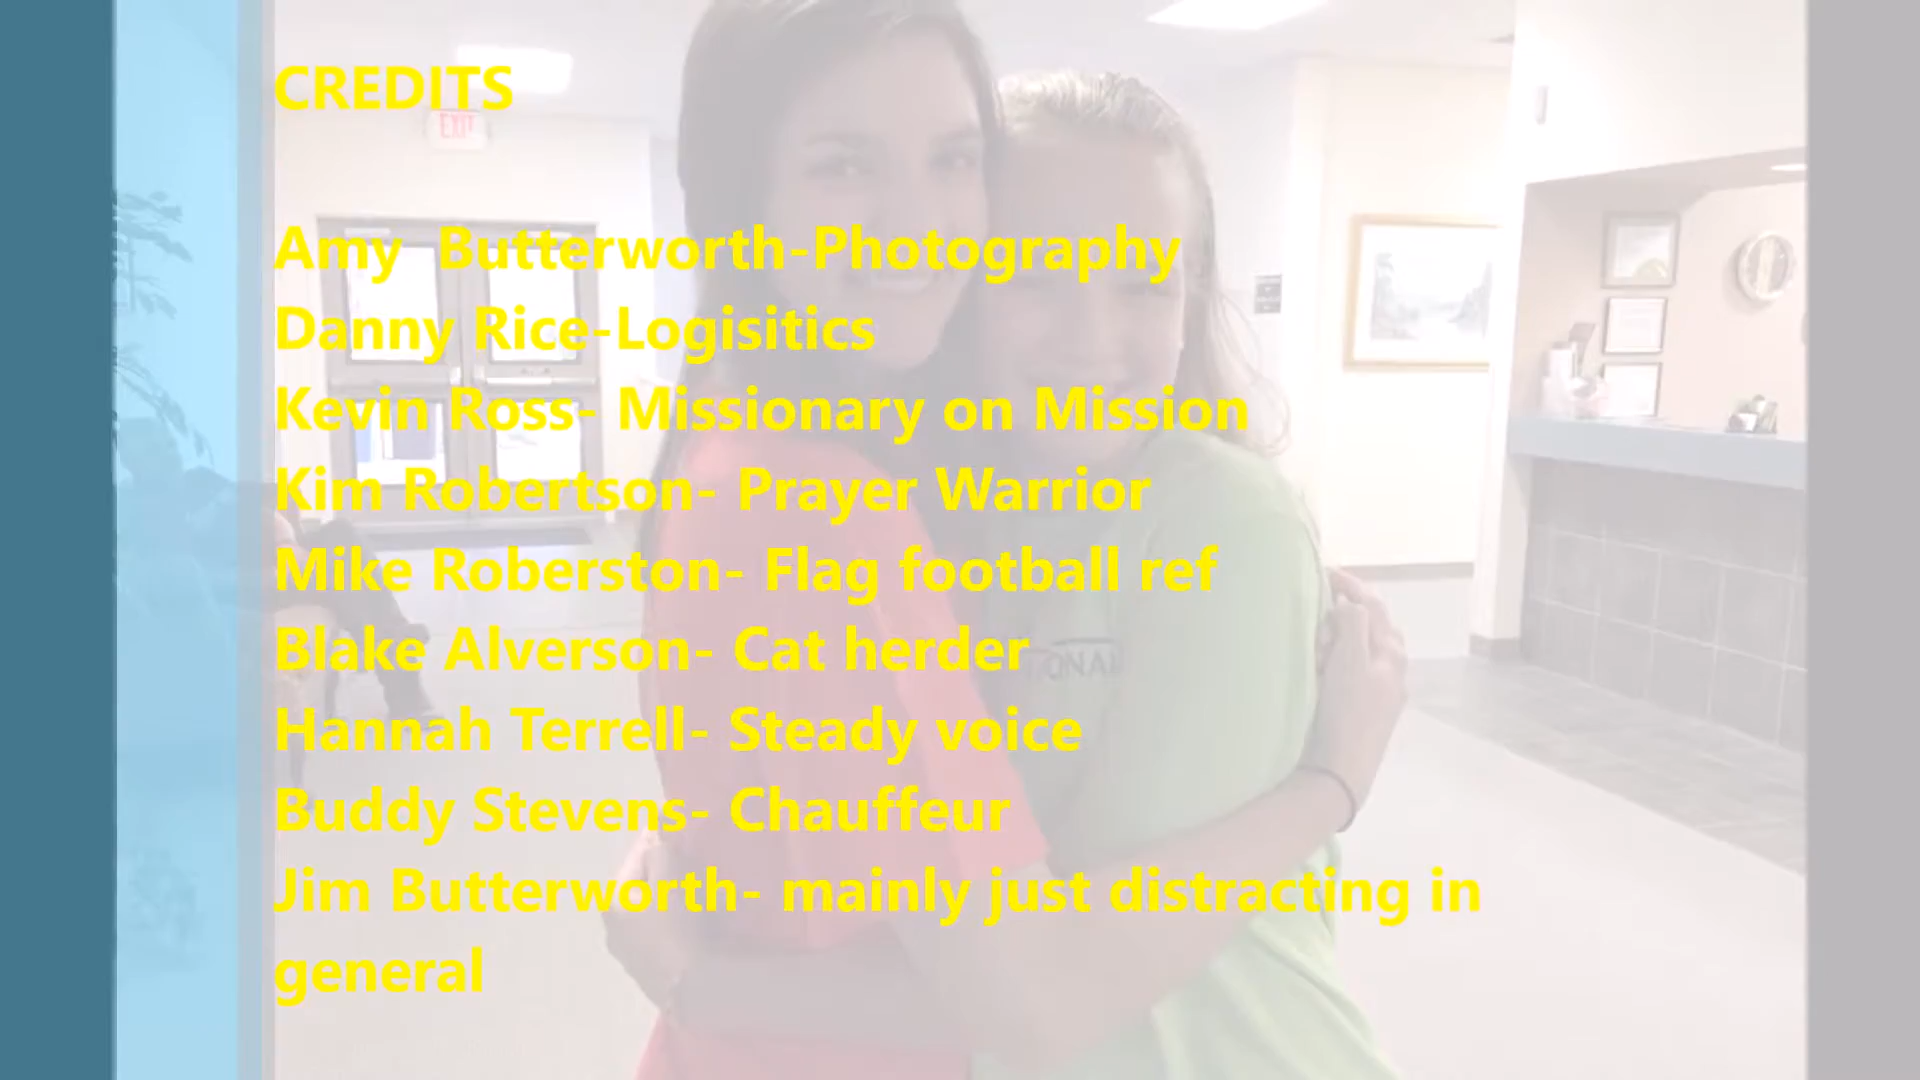 CREDITS
EXIT
Amy Butterworth-Photography
Danny Rice-Logisitics
Kevin Ross- Missionary on Mission
Kim Robertson- Prayer Warrior
Mike Roberston- Flag football ref
Blake Alverson- Cat herder
Hannah Terrell- Steady voice
Buddy Stevens- Chauffeur
Jim Butterworth- mainly just distracting in
general